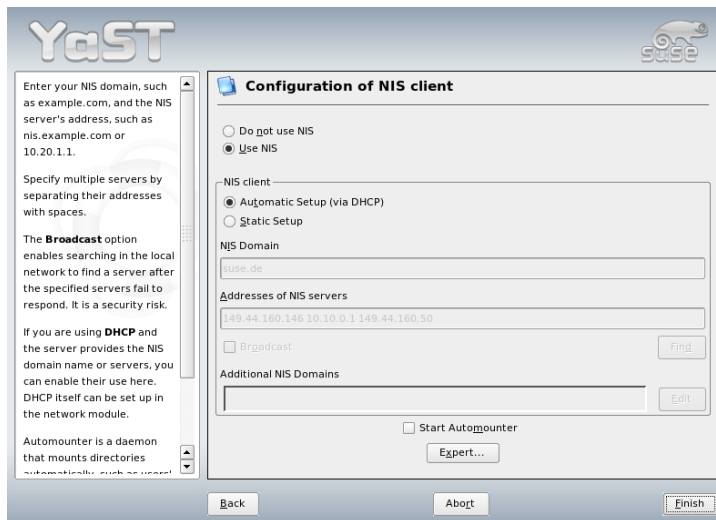 YaST
SUSE
Enter your NIS domain, such
as example.com, and the NIS
server's address, such as
nis.example.com or
10.20.1.1.
Specify multiple servers by
separating their addresses
with spaces.
The Broadcast option
enables searching in the local
network to find a server after
the specified servers fail to
respond. It is a security risk.
If you are using DHCP and
the server provides the NIS
domain name or servers, you
can enable their use here.
DHCP itself can be set up in
the network module.
Automounter is a daemon
that mounts directories
automatically, such as users'
Configuration of NIS client
Do not use NIS
Use NIS
NIS client
Automatic Setup (via DHCP)
Static Setup
NIS Domain
suse.de
Addresses of NIS servers
149.44.160.146 10.10.0.1 149.44.160.50
Broadcast
Find
Additional NIS Domains
Edit
Start Automounter
Expert...
Back
Abort
Finish